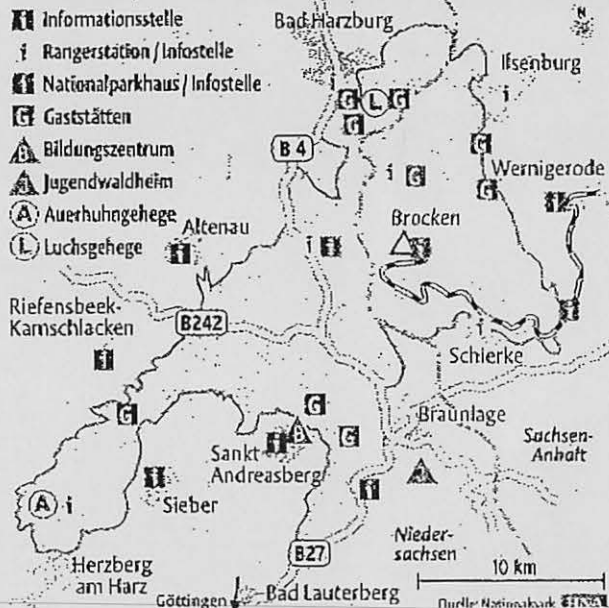 i Informationsstelle
i Rangerstation/Infostelle
i Nationalparkhaus/Infostelle
G Gaststätten
B Bildungszentrum
Jugendwaldheim
A Auerhuhngehege
L Luchsgehege
Bad Harzburg
N
Ilsenburg
i
G L G
G
B 4
i G
G
G
Wernigerode
i
Altenau
i
i i
Brocken
i
Riefensbeek-
Kamschlacken
i
B242
i
i
Schierke
G
G
B
G
i
Sankt
Andreasberg
Braunlage
Sachsen-
Anhalt
A i
i
Sieber
i
Nieder-
sachsen
B27
10 km
Herzberg
am Harz
Göttingen
Bad Lauterberg
Quelle: Nationalpark